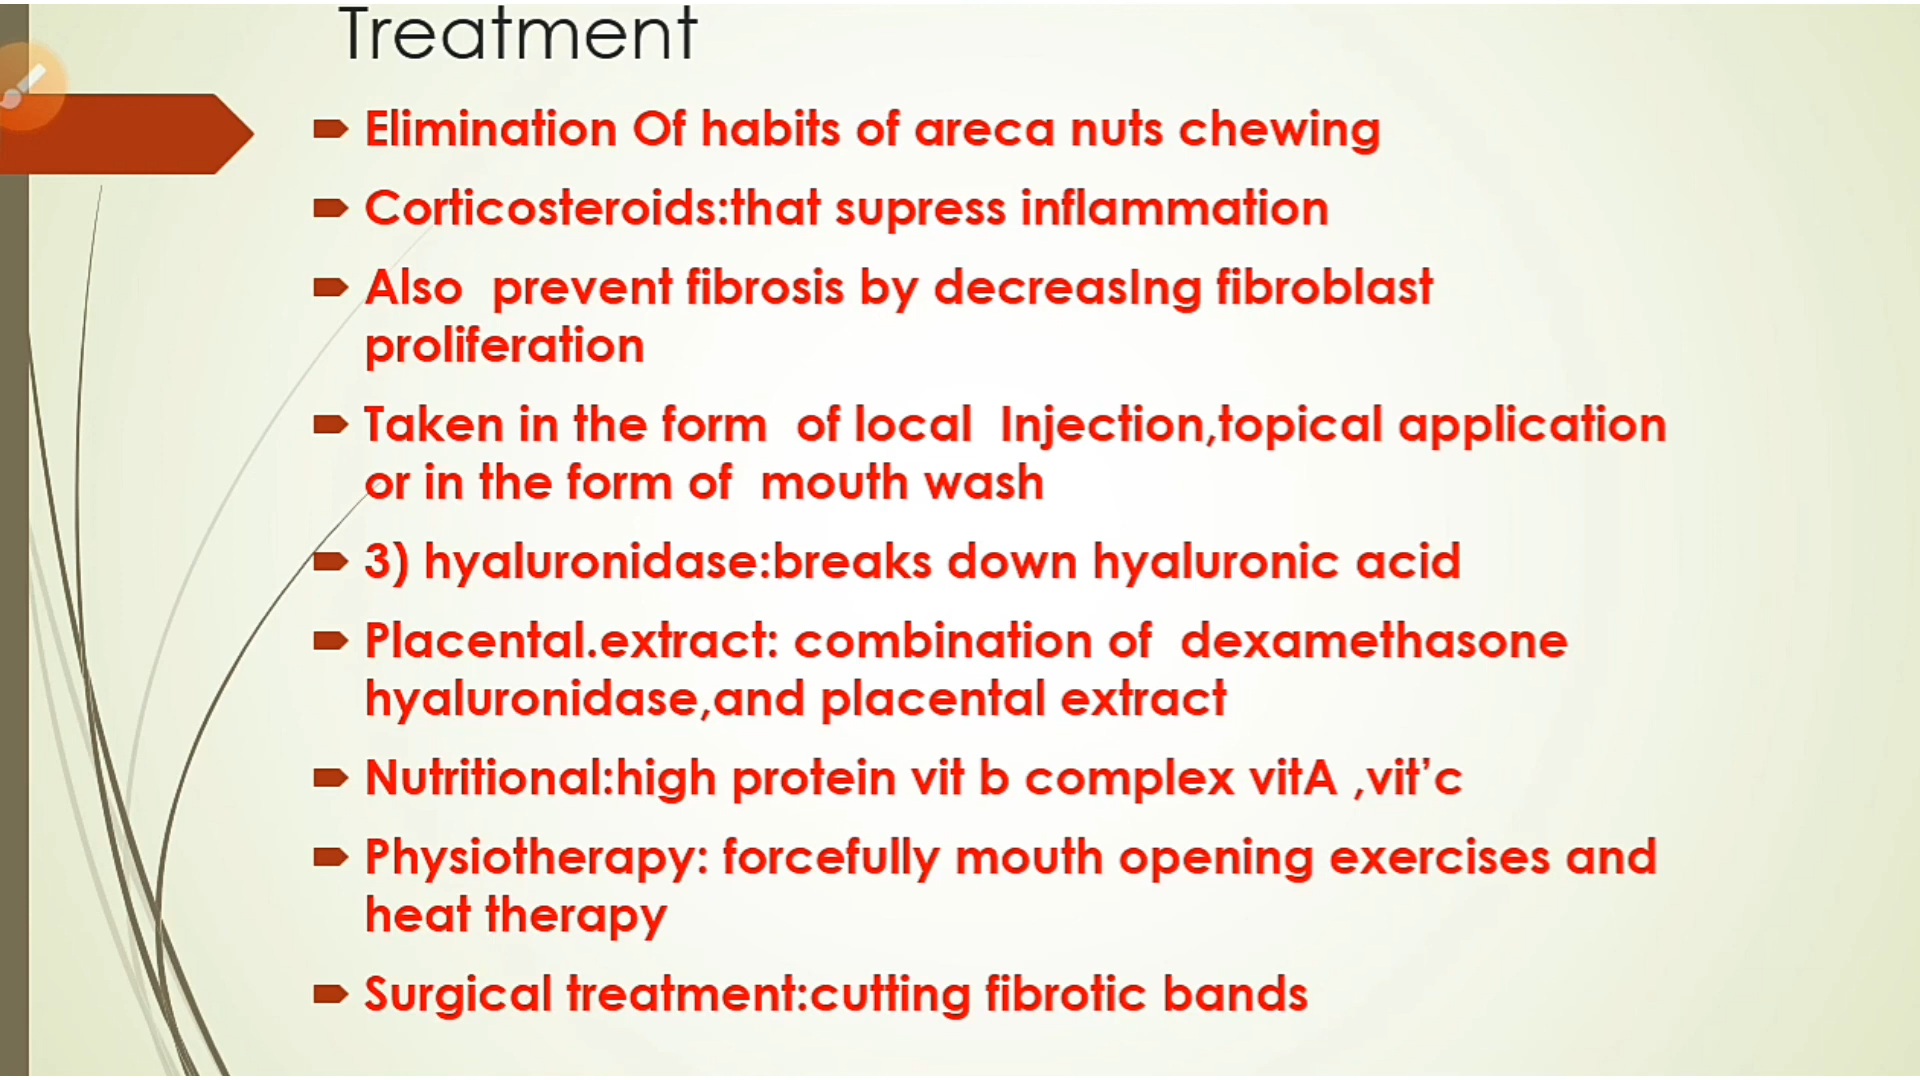 Treatment
Elimination Of habits of areca nuts chewing
Corticosteroids:that supress inflammation
Also prevent fibrosis by decreasIng fibroblast
proliferation
Taken in the form of local Injection,topical application
or in the form of mouth wash
3) hyaluronidase:breaks down hyaluronic acid
Placental.extract: combination of dexamethasone
hyaluronidase,and placental extract
Nutritional:high protein vit b complex vitA ,vit’c
Physiotherapy: forcefully mouth opening exercises and
heat therapy
Surgical treatment:cutting fibrotic bands